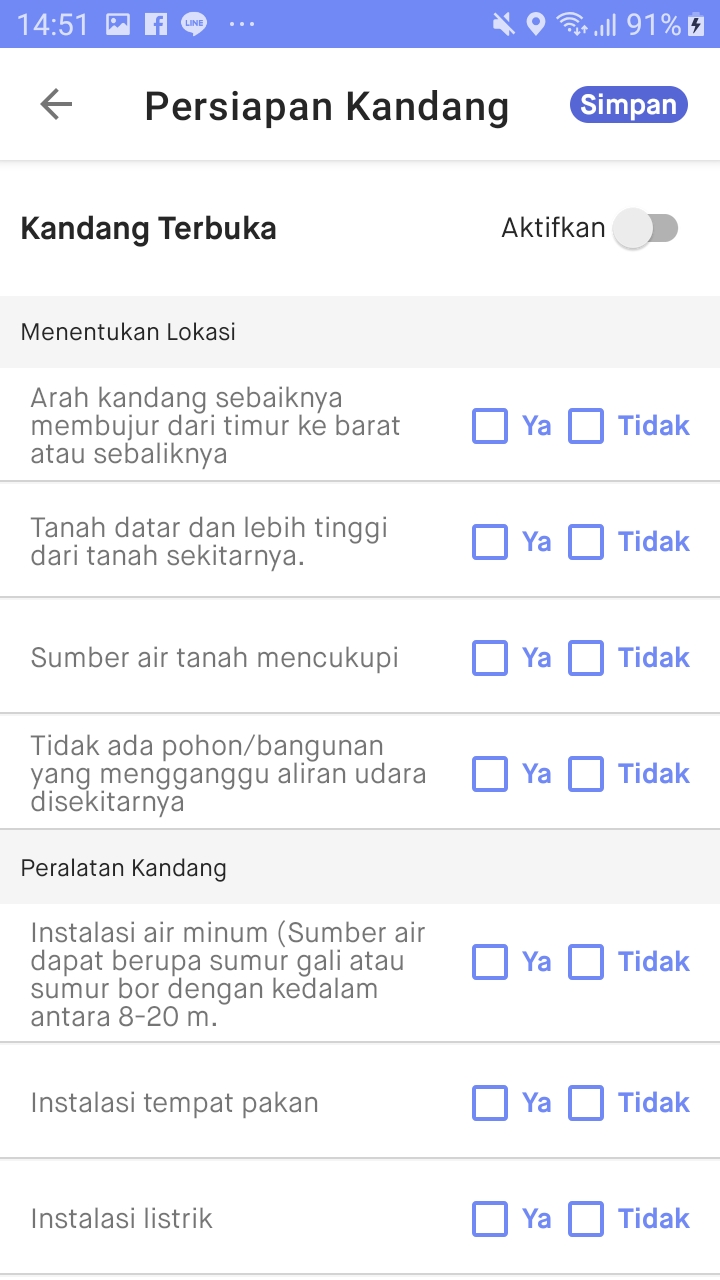 14:51 LINE ... 91%
Persiapan Kandang Simpan
Kandang Terbuka Aktifkan
Menentukan Lokasi
Arah kandang sebaiknya
membujur dari timur ke barat
atau sebaliknya
Ya Tidak
Tanah datar dan lebih tinggi
dari tanah sekitarnya.
Ya Tidak
Sumber air tanah mencukupi Ya Tidak
Tidak ada pohon/bangunan
yang mengganggu aliran udara
disekitarnya
Ya Tidak
Peralatan Kandang
Instalasi air minum (Sumber air
dapat berupa sumur gali atau
sumur bor dengan kedalam
antara 8-20 m.
Ya Tidak
Instalasi tempat pakan Ya Tidak
Instalasi listrik Ya Tidak